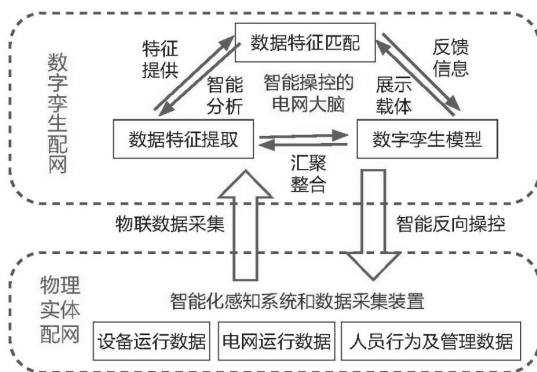 数字孪生配网
数据特征匹配
特征
提供
反馈
信息
智能
分析
智能操控的
电网大脑
展示
载体
数据特征提取
数字孪生模型
汇聚
整合
物联数据采集
智能反向操控
物理
实体
配网
智能化感知系统和数据采集装置
设备运行数据
电网运行数据
人员行为及管理数据